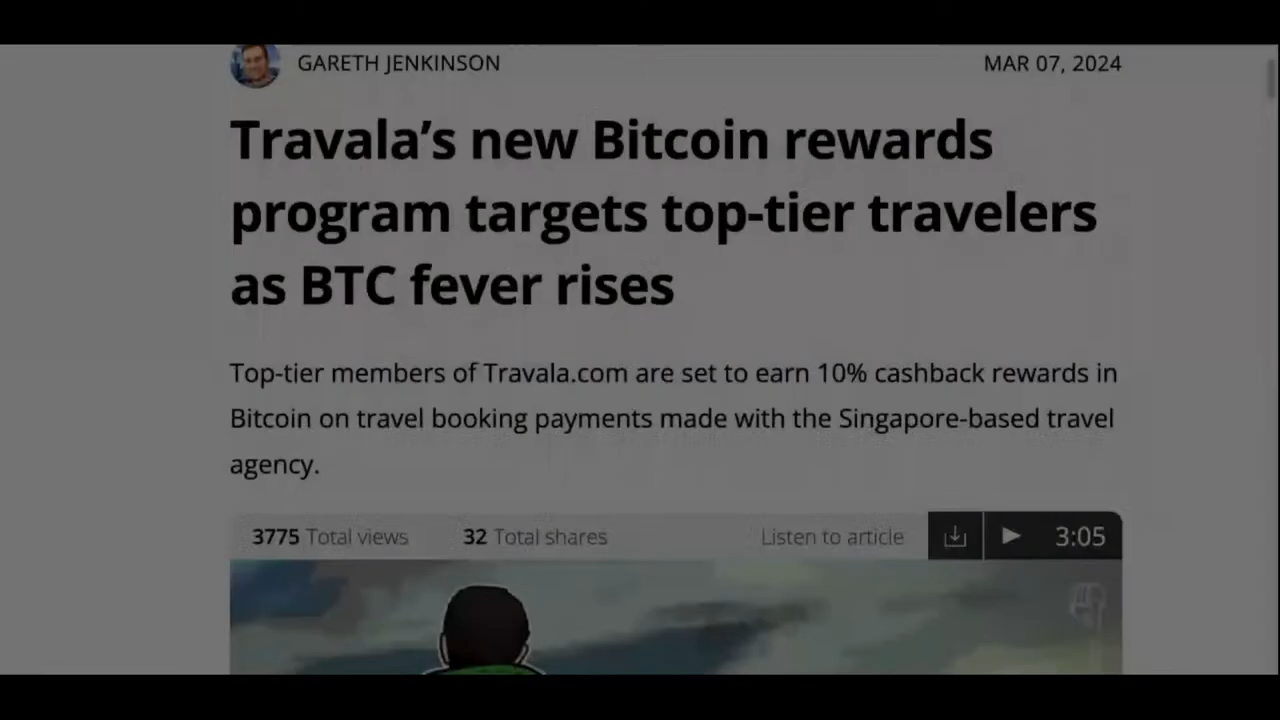 GARETH JENKINSON
MAR 07, 2024
Travala’s new Bitcoin rewards
program targets top-tier travelers
as BTC fever rises
Top-tier members of Travala.com are set to earn 10% cashback rewards in
Bitcoin on travel booking payments made with the Singapore-based travel
agency.
3775 Total views 32 Total shares Listen to article 3:05